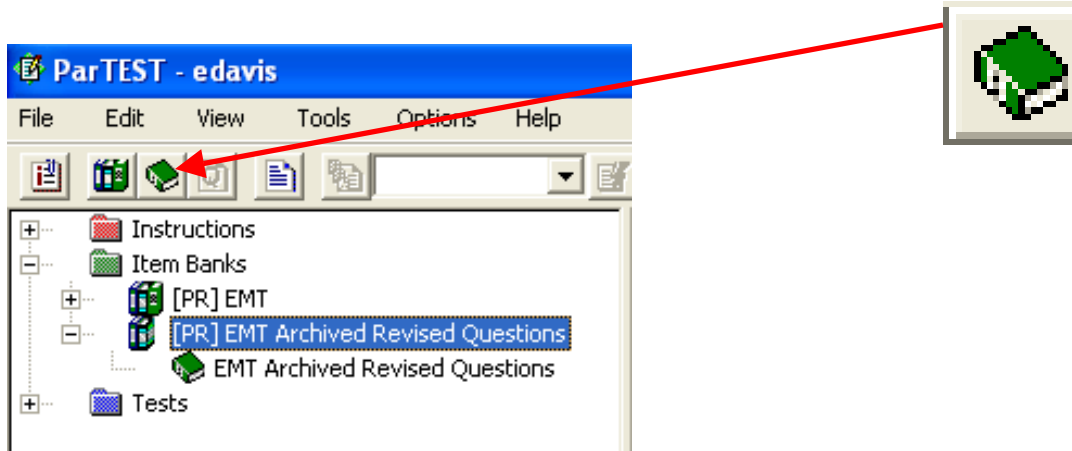 ParTEST - edavis
File Edit View Tools Options Help
Instructions
Item Banks
[PR] EMT
[PR] EMT Archived Revised Questions
EMT Archived Revised Questions
Tests